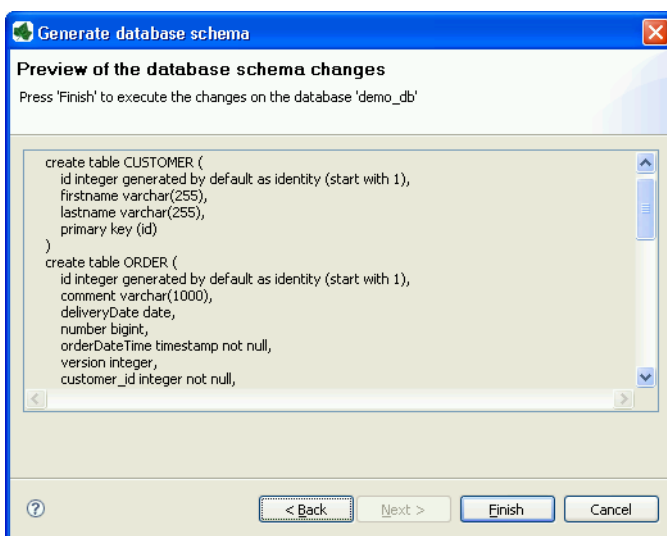 Generate database schema
Preview of the database schema changes
Press 'Finish' to execute the changes on the database 'demo_db'
create table CUSTOMER (
id integer generated by default as identity (start with 1),
firstname varchar(255),
lastname varchar(255),
primary key (id)
)
create table ORDER (
id integer generated by default as identity (start with 1),
comment varchar(1000),
deliveryDate date,
number bigint,
orderDateTime timestamp not null,
version integer,
customer_id integer not null,
? < Back Next > Finish Cancel